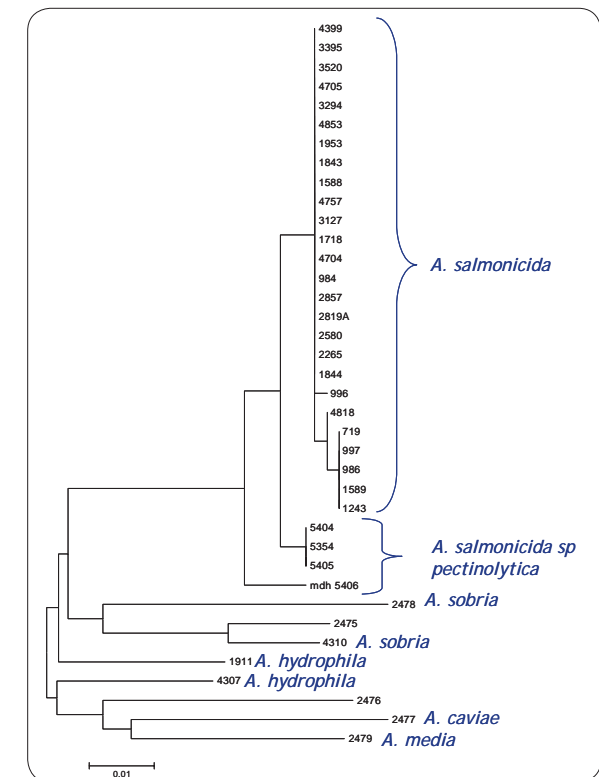 4399
3395
3520
4705
3294
4853
1953
1843
1588
4757
3127
1718
4704
984
2857
2819A
2580
2265
1844
996
4818
719
997
986
1589
1243
A. salmonicida
5404
5354
5405
mdh 5406
A. salmonicida sp
pectinolytica
2478 A. sobria
2475
4310 A. sobria
1911 A. hydrophila
4307 A. hydrophila
2476
2477 A. caviae
2479 A. media
0.01